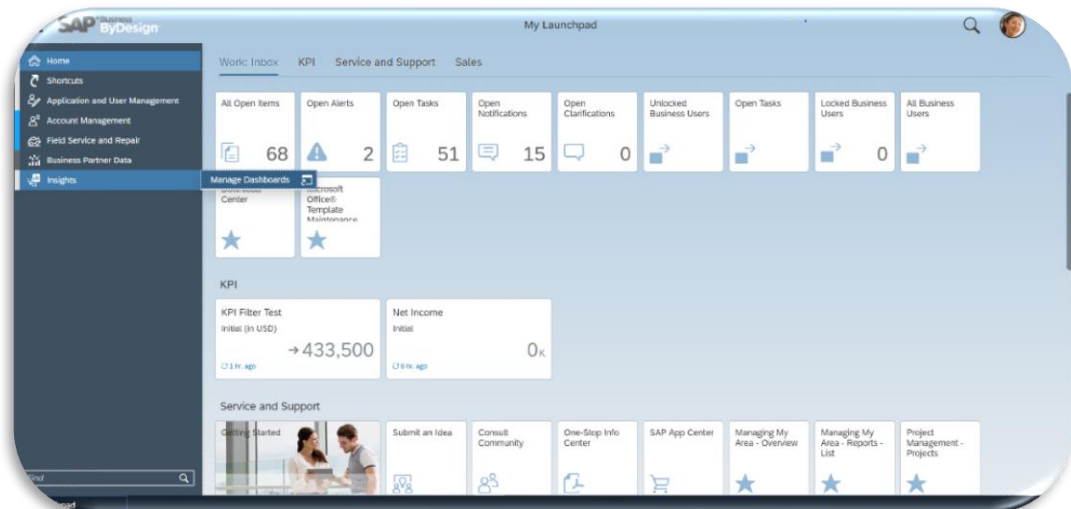 SAP Business ByDesign
My Launchpad
Home
Shortcuts
Application and User Management
Account Management
Field Service and Repair
Business Partner Data
Insights
Manage Dashboards
Work: Inbox KPI Service and Support Sales
All Open Items
68
Open Alerts
2
Open Tasks
51
Open
Notifications
15
Open
Clarifications
0
Unlocked
Business Users
Open Tasks
Locked Business
Users
0
All Business
Users
Download
Center
Microsoft
Office®
Template
Maintenance
KPI
KPI Filter Test
Initial (in USD)
433,500
1 hr. ago
Net Income
Initial
0K
Service and Support
Getting Started
Submit an Idea
Consult
Community
One-Stop Info
Center
SAP App Center
Managing My
Area - Overview
Managing My
Area - Reports -
List
Project
Management -
Projects
Find